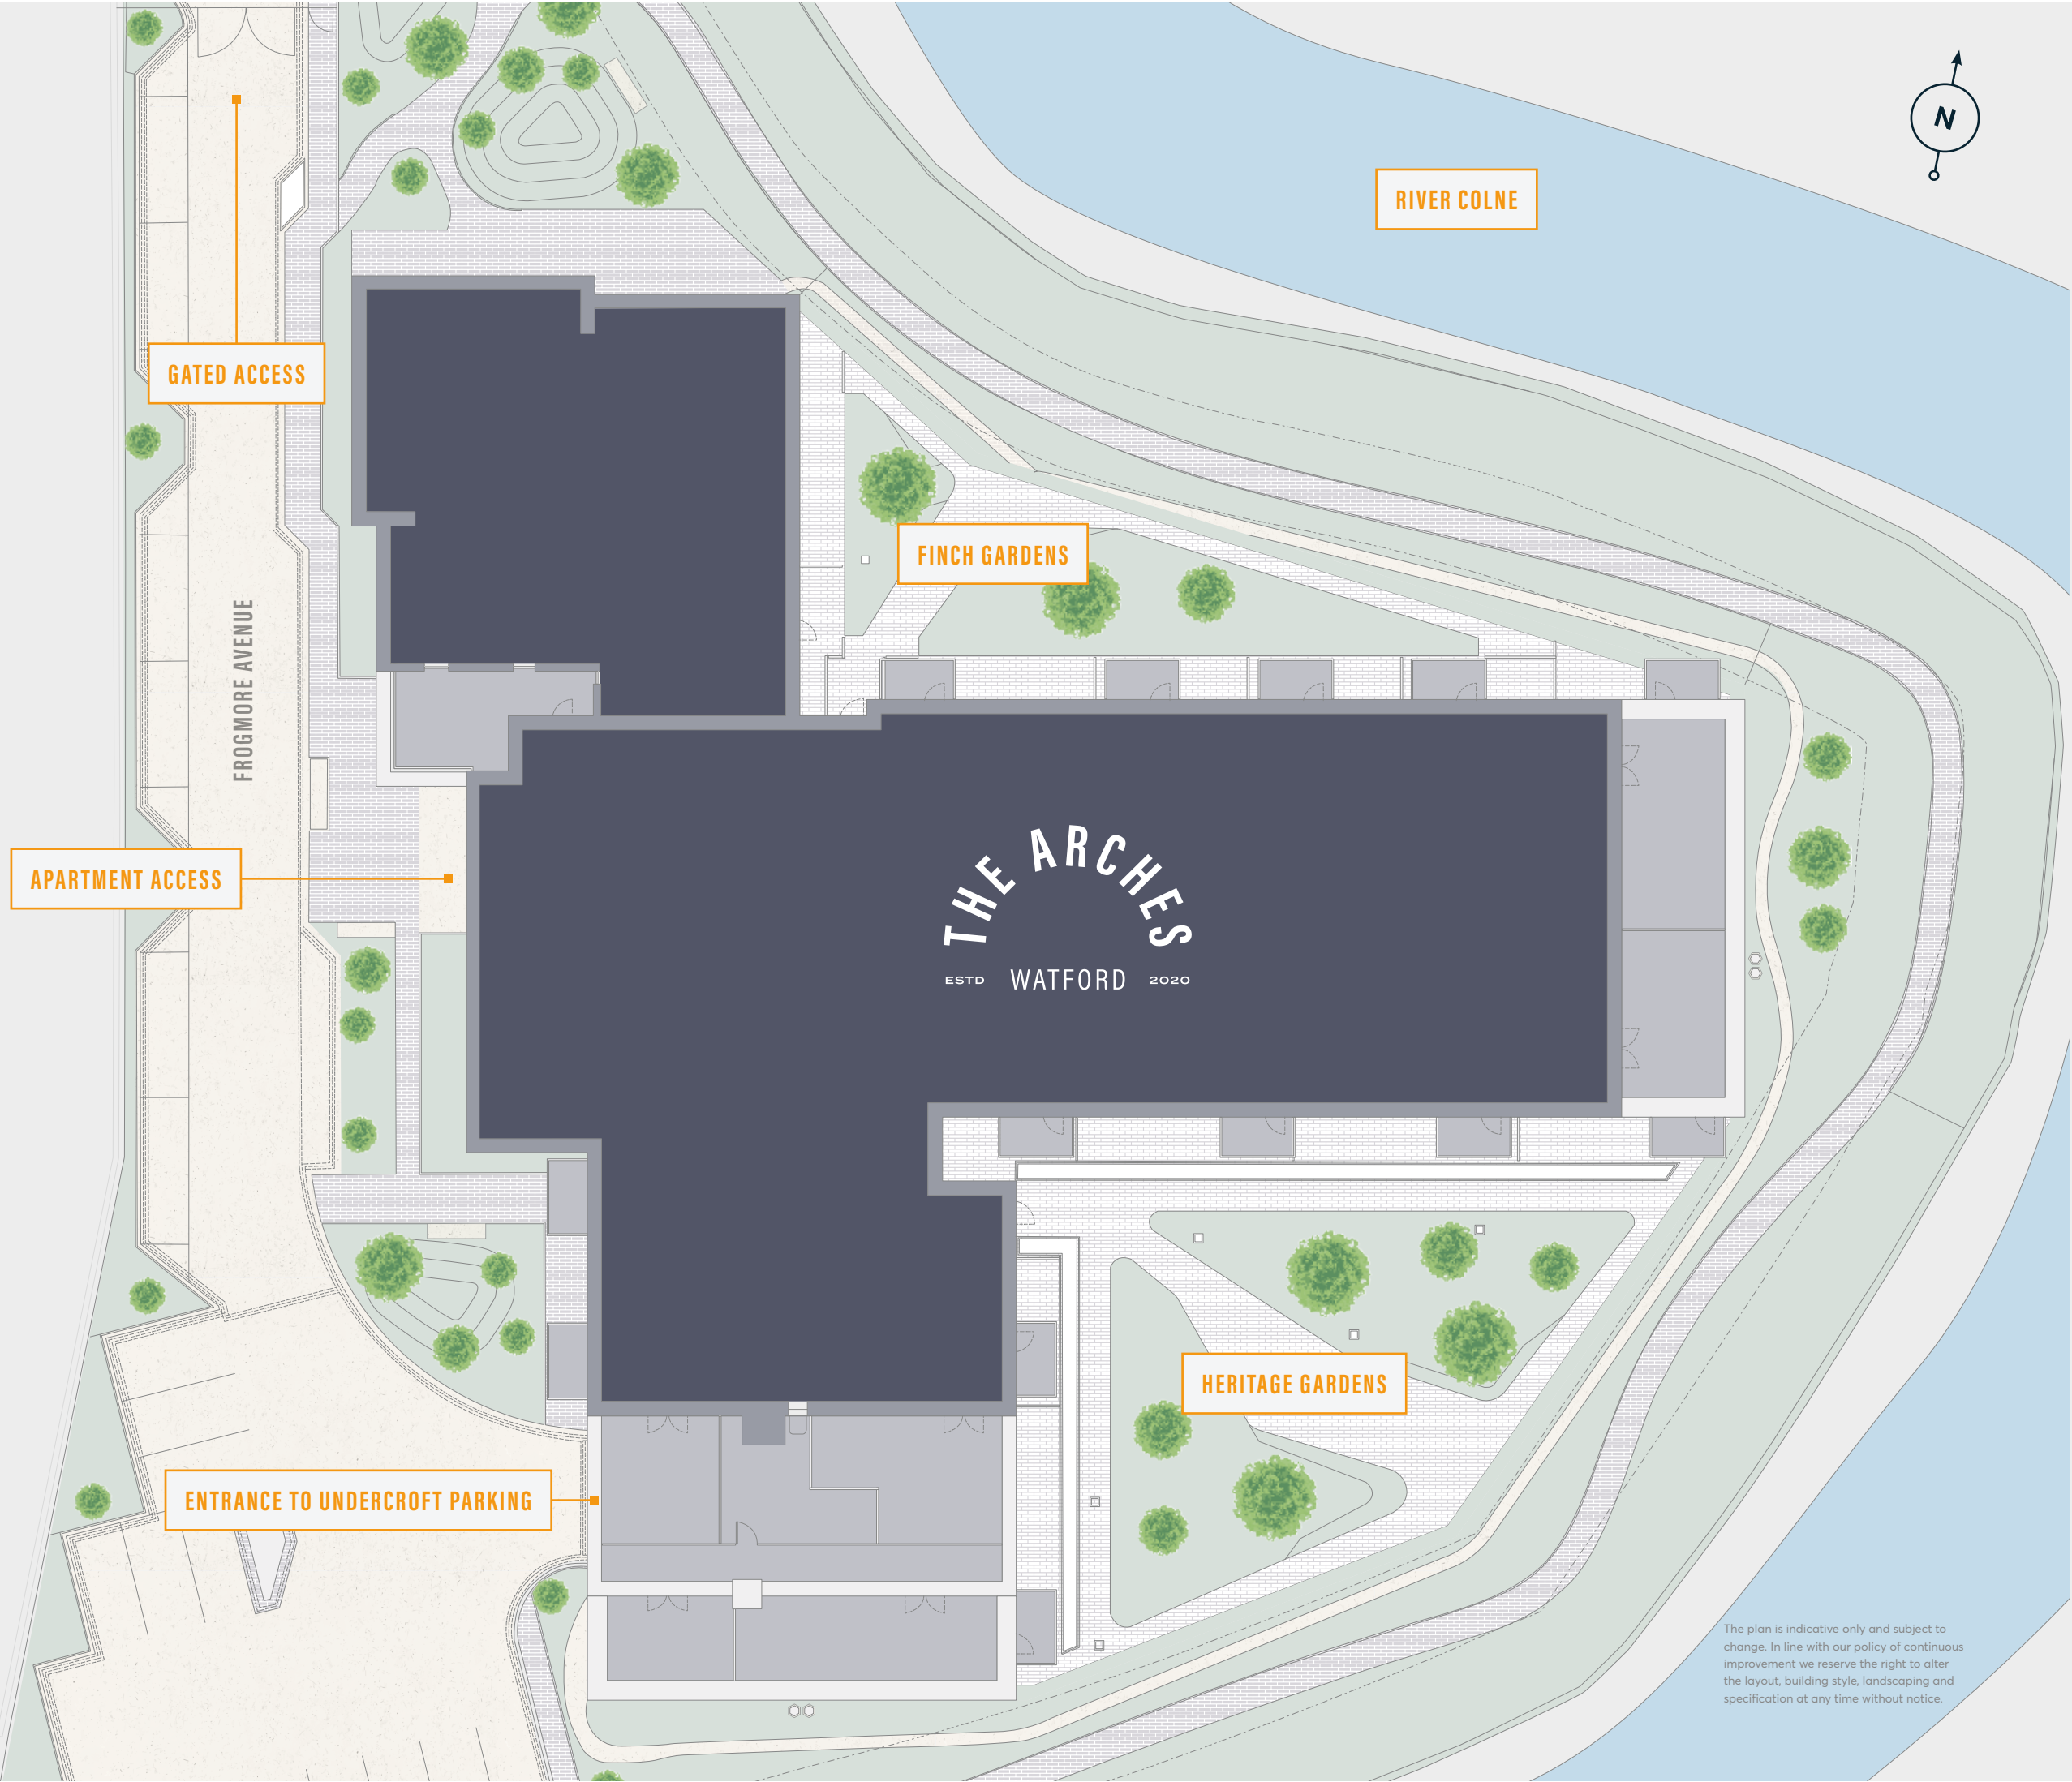 N
RIVER COLNE
GATED ACCESS
FINCH GARDENS
FROGMORE AVENUE
APARTMENT ACCESS
THE ARCHES
ESTD WATFORD 2020
HERITAGE GARDENS
ENTRANCE TO UNDERCROFT PARKING
The plan is indicative only and subject to
change. In line with our policy of continuous
improvement we reserve the right to alter
the layout, building style, landscaping and
specification at any time without notice.